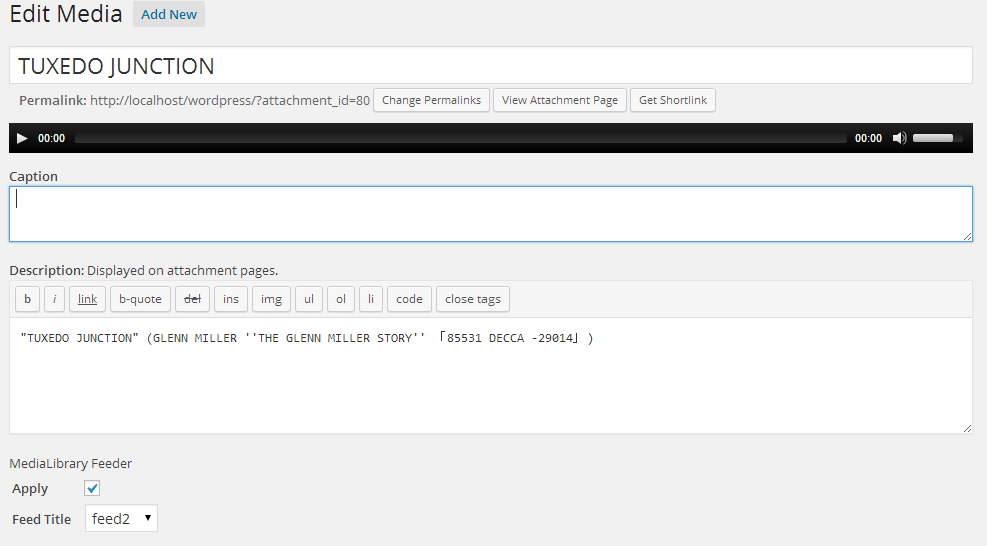 Edit Media Add New
TUXEDO JUNCTION
Permalink: http://localhost/wordpress/?attachment_id=80 Change Permalinks View Attachment Page Get Shortlink
00:00 00:00
Caption
Description: Displayed on attachment pages.
b i link b-quote del ins img ul ol li code close tags
"TUXEDO JUNCTION" (GLENN MILLER ''THE GLENN MILLER STORY'' 「85531 DECCA -29014」)
MediaLibrary Feeder
Apply
Feed Title feed2